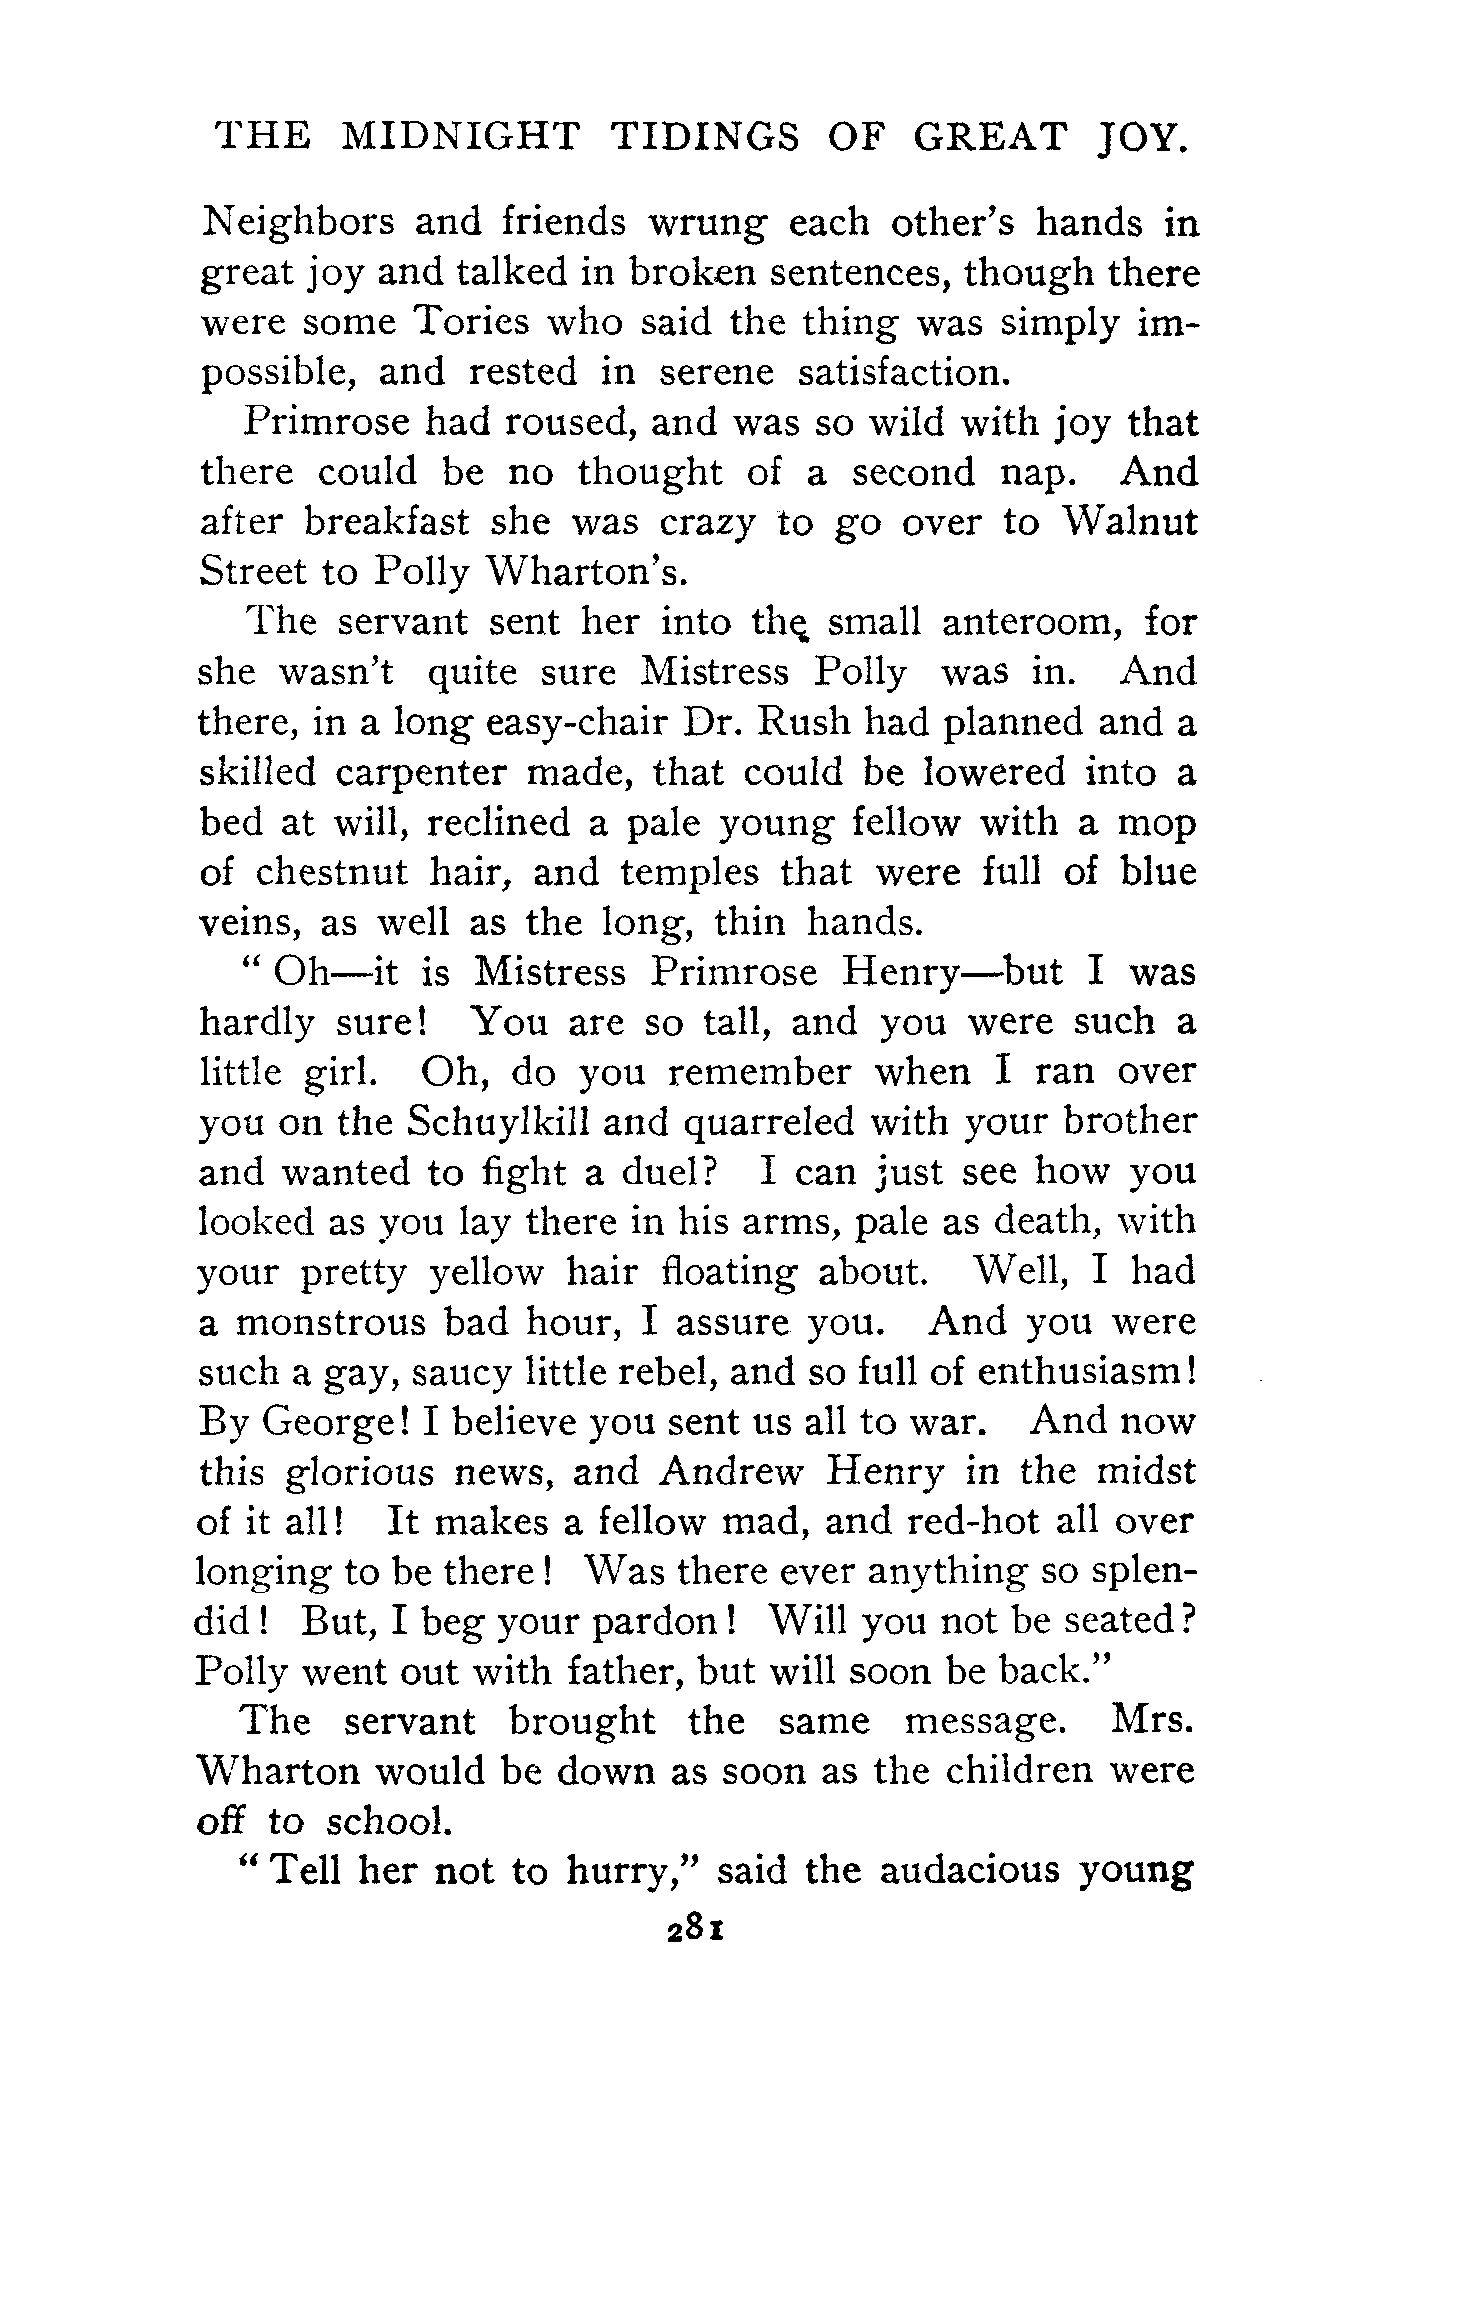 THE MIDNIGHT TIDINGS OF GREAT JOY.
Neighbors and friends wrung each other's hands in
great joy and talked in broken sentences, though there
were some Tories who said the thing was simply im-
possible, and rested in serene satisfaction.
Primrose had roused, and was so wild with joy that
there could be no thought of a second nap. And
after breakfast she was crazy to go over to Walnut
Street to Polly Wharton's.
The servant sent her into the small anteroom, for
she wasn't quite sure Mistress Polly was in. And
there, in a long easy-chair Dr. Rush had planned and a
skilled carpenter made, that could be lowered into a
bed at will, reclined a pale young fellow with a mop
of chestnut hair, and temples that were full of blue
veins, as well as the long, thin hands.
"Oh—it is Mistress Primrose Henry—but I was
hardly sure! You are so tall, and you were such a
little girl. Oh, do you remember when I ran over
you on the Schuylkill and quarreled with your brother
and wanted to fight a duel? I can just see how you
looked as you lay there in his arms, pale as death, with
your pretty yellow hair floating about. Well, I had
a monstrous bad hour, I assure you. And you were
such a gay, saucy little rebel, and so full of enthusiasm!
By George! I believe you sent us all to war. And now
this glorious news, and Andrew Henry in the midst
of it all! It makes a fellow mad, and red-hot all over
longing to be there! Was there ever anything so splen-
did! But, I beg your pardon! Will you not be seated?
Polly went out with father, but will soon be back."
The servant brought the same message. Mrs.
Wharton would be down as soon as the children were
off to school.
"Tell her not to hurry," said the audacious young
281